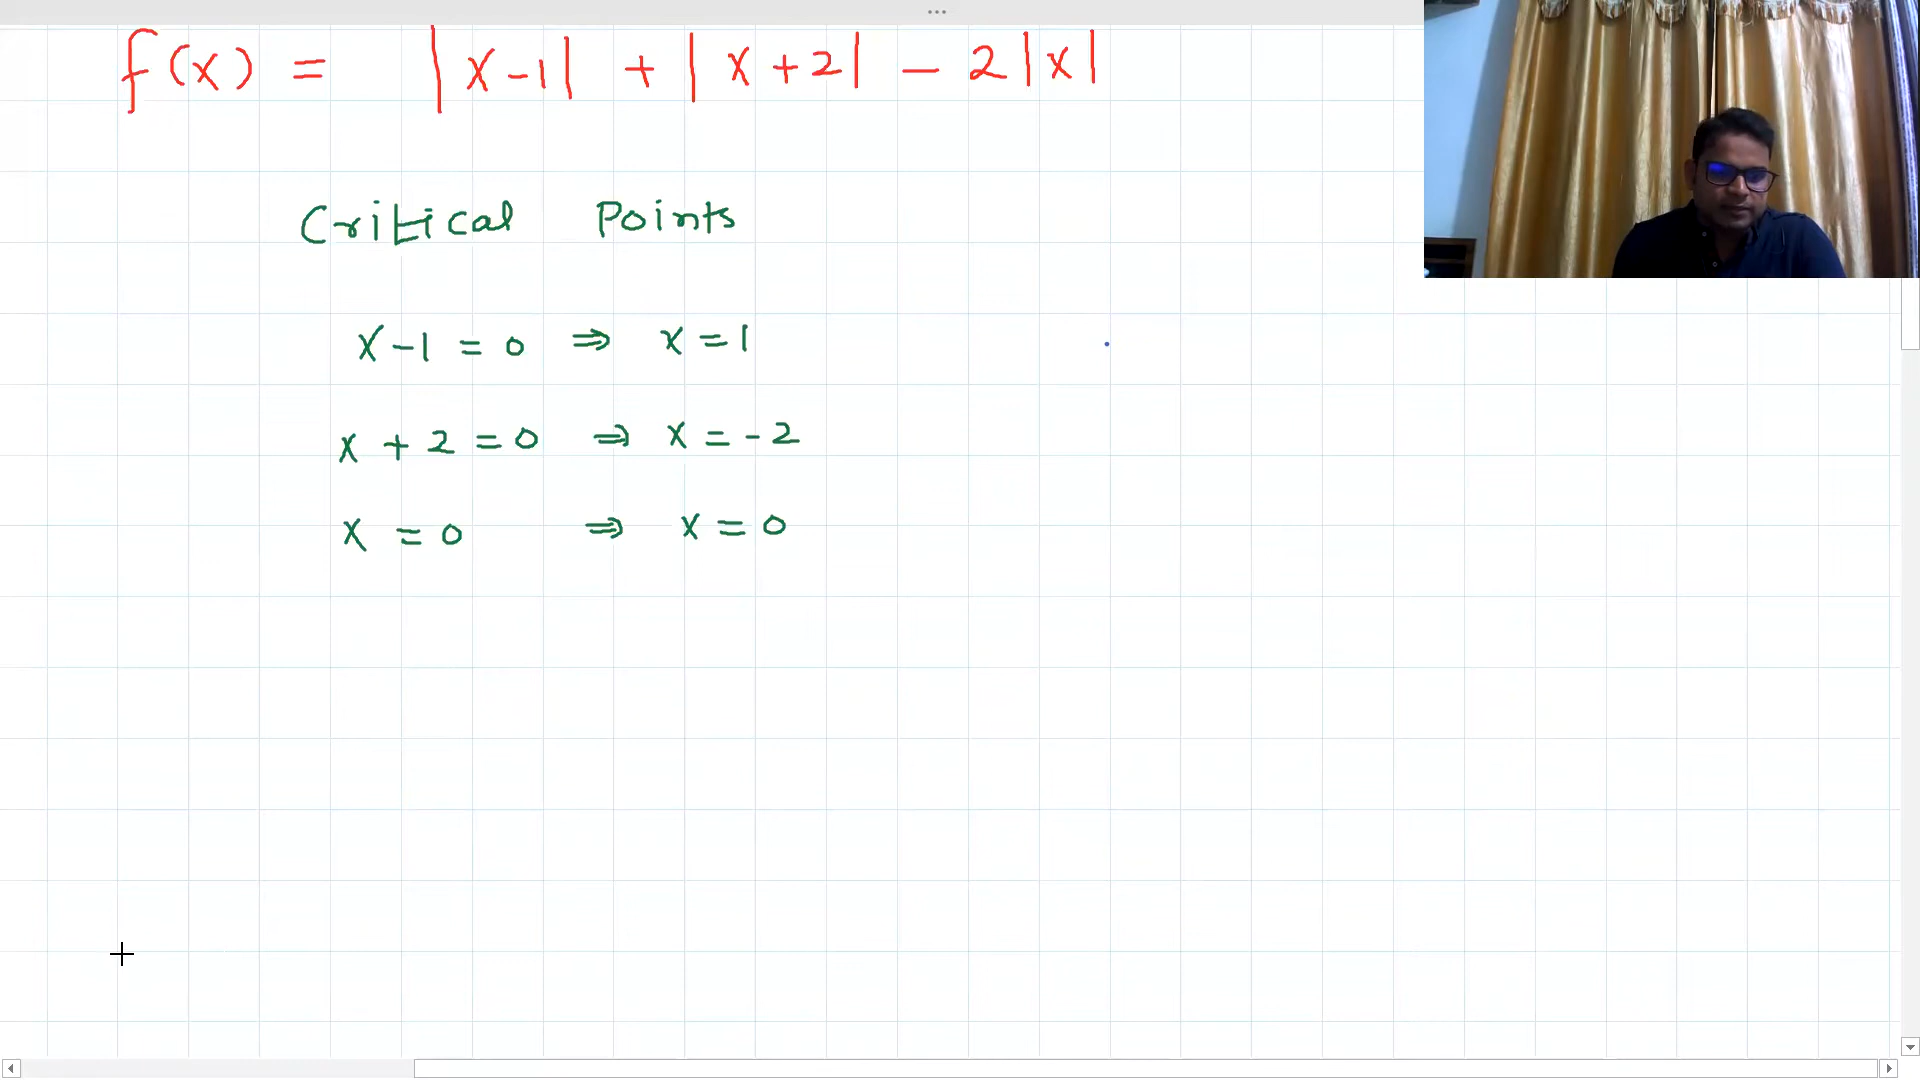 f(x) = |x-1| + |x+2| - 2|x|
Critical Points
x-1 = 0 ⇒ x = 1
x + 2 = 0 ⇒ x = -2
x = 0 ⇒ x = 0